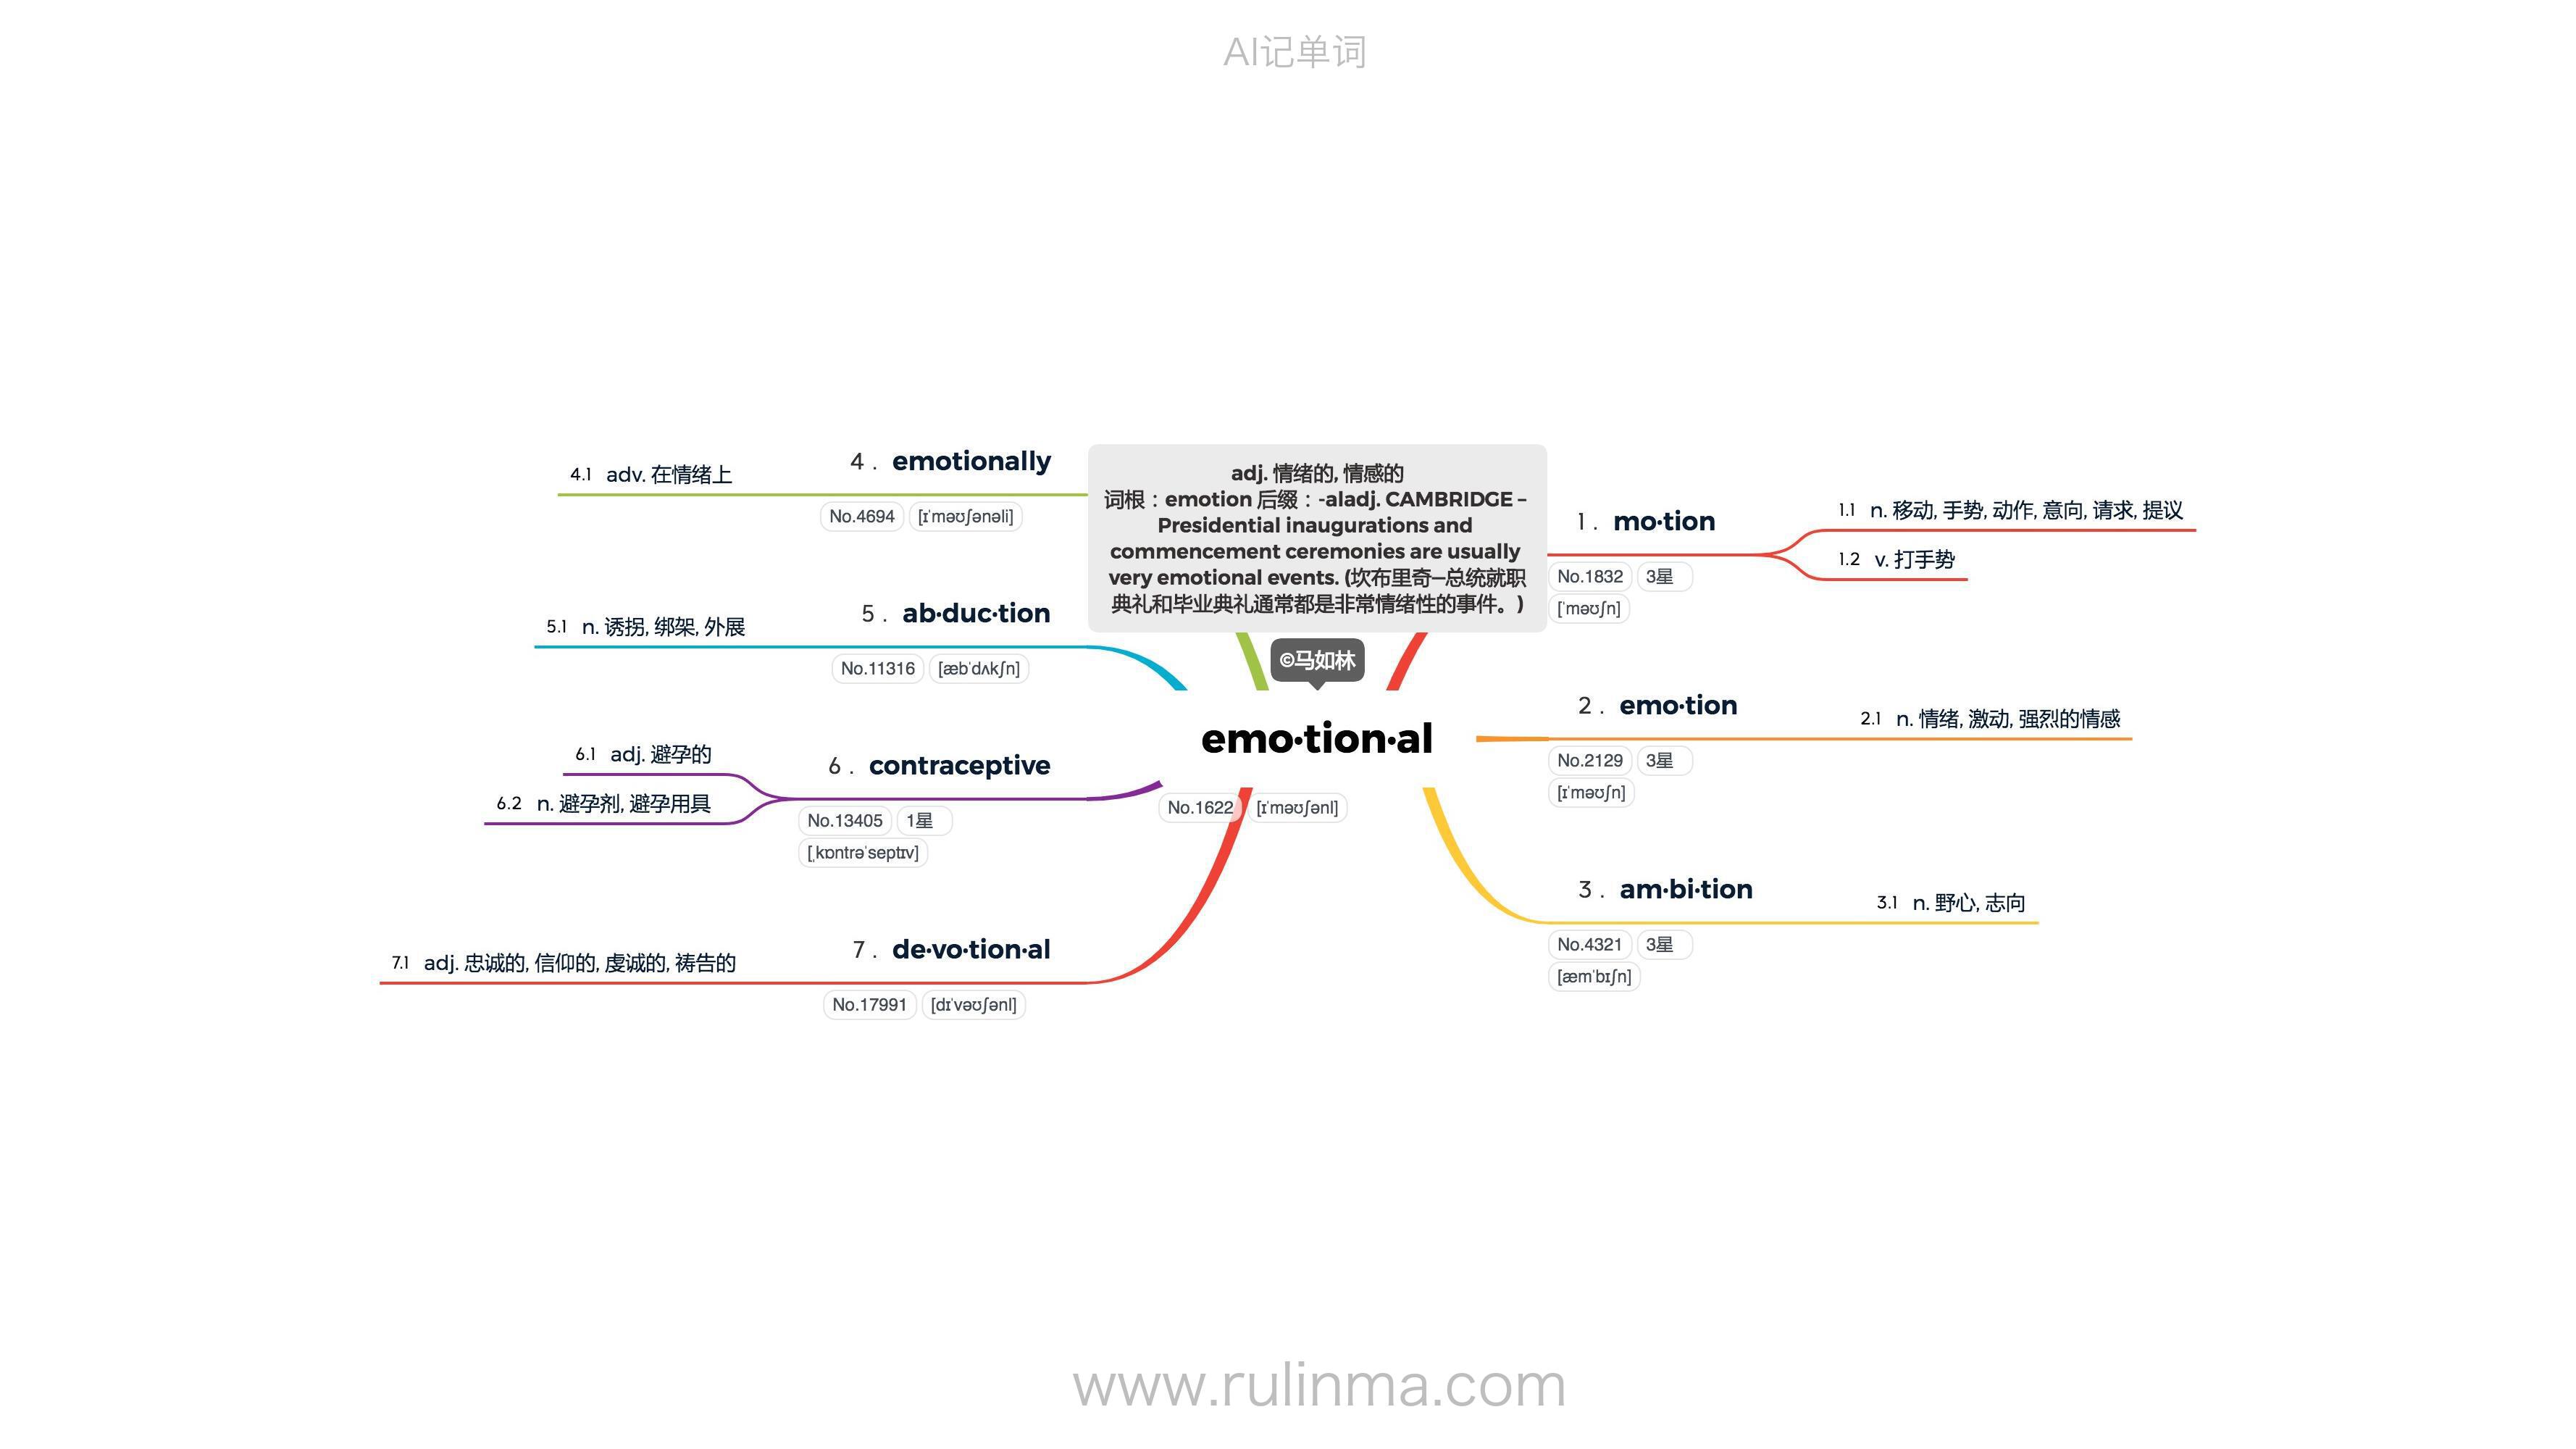 AI记单词
adj. 情绪的, 情感的
词根：emotion 后缀：-aladj. CAMBRIDGE –
Presidential inaugurations and
commencement ceremonies are usually
very emotional events. (坎布里奇—总统就职
典礼和毕业典礼通常都是非常情绪性的事件。)
©马如林
emo·tion·al
No.1622 [ɪˈməʊʃənl]
1 . mo·tion
No.1832 3星
[ˈməʊʃn]
1.1 n. 移动, 手势, 动作, 意向, 请求, 提议
1.2 v. 打手势
2 . emo·tion
No.2129 3星
[ɪˈməʊʃn]
2.1 n. 情绪, 激动, 强烈的情感
3 . am·bi·tion
No.4321 3星
[æmˈbɪʃn]
3.1 n. 野心, 志向
4 . emotionally
No.4694 [ɪˈməʊʃənəli]
4.1 adv. 在情绪上
5 . ab·duc·tion
No.11316 [æbˈdʌkʃn]
5.1 n. 诱拐, 绑架, 外展
6 . contraceptive
No.13405 1星
[ˌkɒntrəˈseptɪv]
6.1 adj. 避孕的
6.2 n. 避孕剂, 避孕用具
7 . de·vo·tion·al
No.17991 [dɪˈvəʊʃənl]
7.1 adj. 忠诚的, 信仰的, 虔诚的, 祷告的
www.rulinma.com